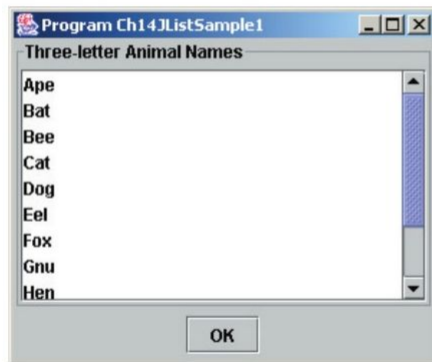 Program Ch14JListSample1
Three-letter Animal Names
Ape
Bat
Bee
Cat
Dog
Eel
Fox
Gnu
Hen
OK